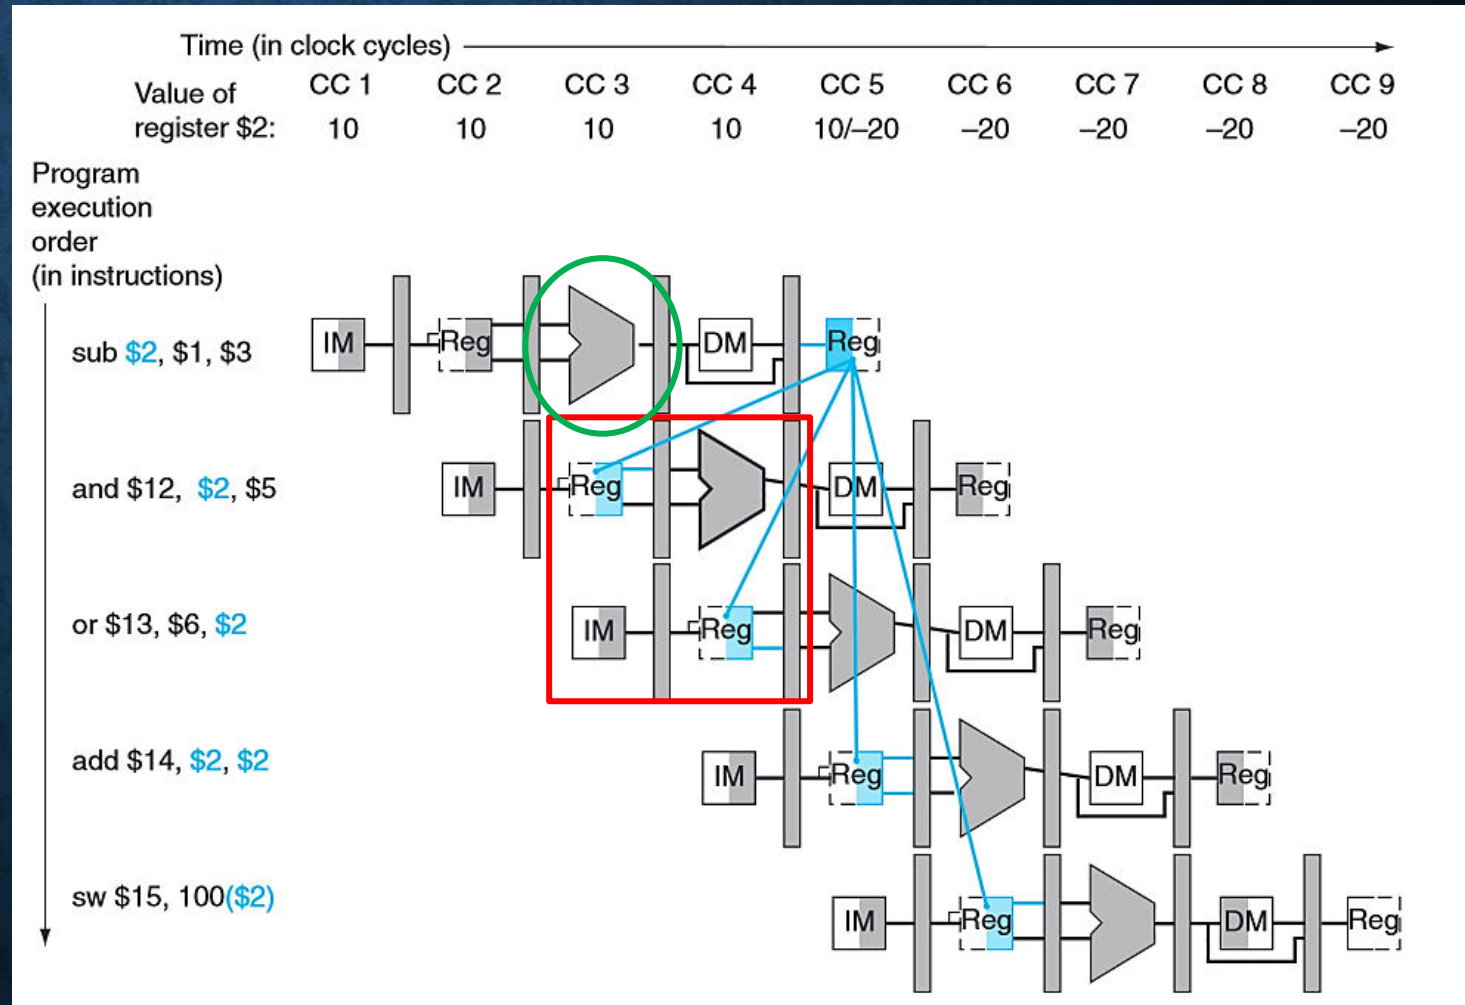 Time (in clock cycles)
CC 1 CC 2 CC 3 CC 4 CC 5 CC 6 CC 7 CC 8 CC 9
Value of
register $2: 10 10 10 10 10/–20 –20 –20 –20 –20
Program
execution
order
(in instructions)
sub $2, $1, $3 IM Reg DM Reg
and $12, $2, $5 IM Reg DM Reg
or $13, $6, $2 IM Reg DM Reg
add $14, $2, $2 IM Reg DM Reg
sw $15, 100($2) IM Reg DM Reg